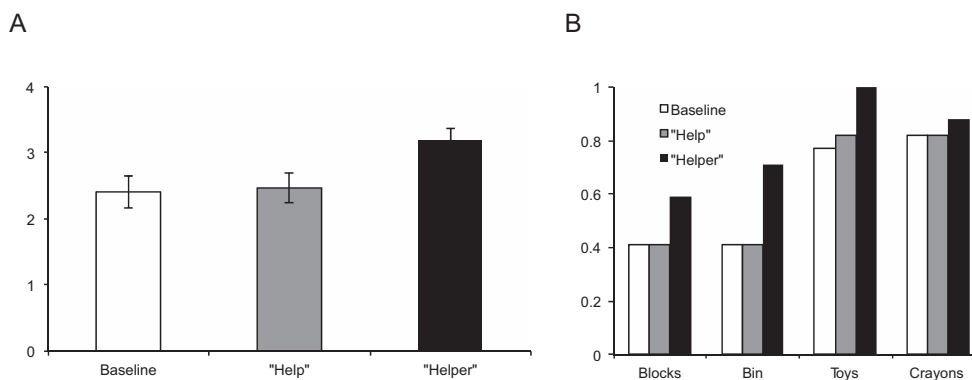 A
4
3
2
1
0
Baseline
"Help"
"Helper"
B
1
0.8
0.6
0.4
0.2
0
Baseline
"Help"
"Helper"
Blocks
Bin
Toys
Crayons